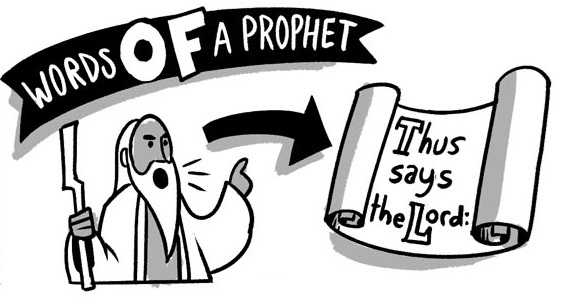 WORDS OF A PROPHET
Thus
says
the Lord: